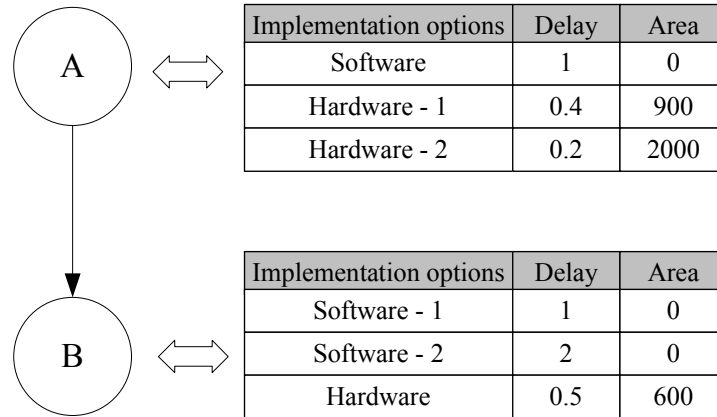 A
Implementation options Delay Area
Software 1 0
Hardware - 1 0.4 900
Hardware - 2 0.2 2000
B
Implementation options Delay Area
Software - 1 1 0
Software - 2 2 0
Hardware 0.5 600